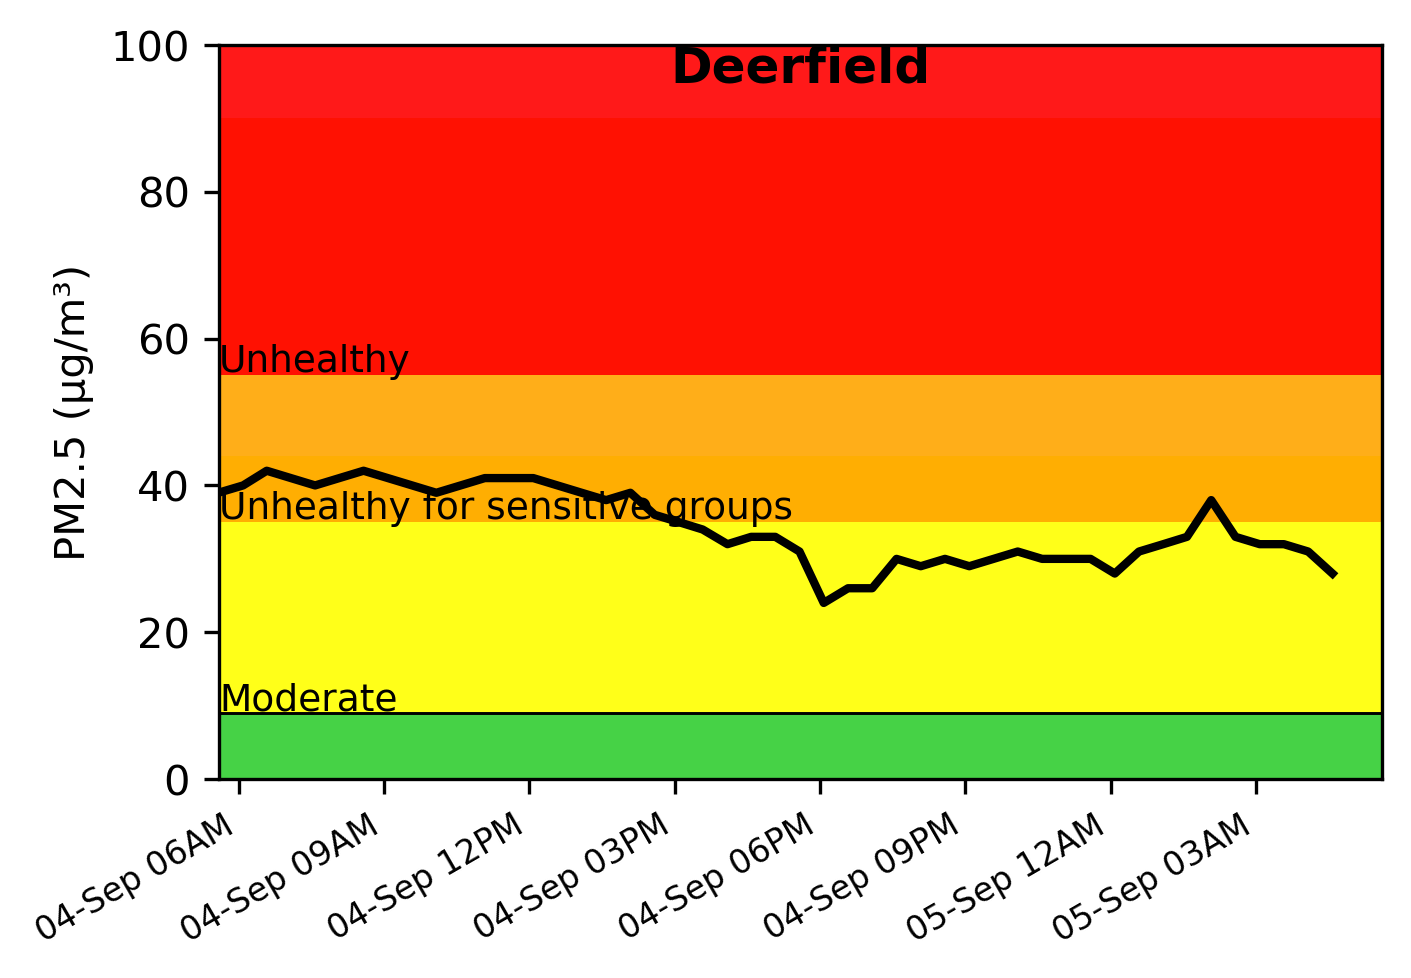 Deerfield
PM2.5 (µg/m³)
100
80
60
40
20
0
Unhealthy
Unhealthy for sensitive groups
Moderate
04-Sep 06AM
04-Sep 09AM
04-Sep 12PM
04-Sep 03PM
04-Sep 06PM
04-Sep 09PM
05-Sep 12AM
05-Sep 03AM